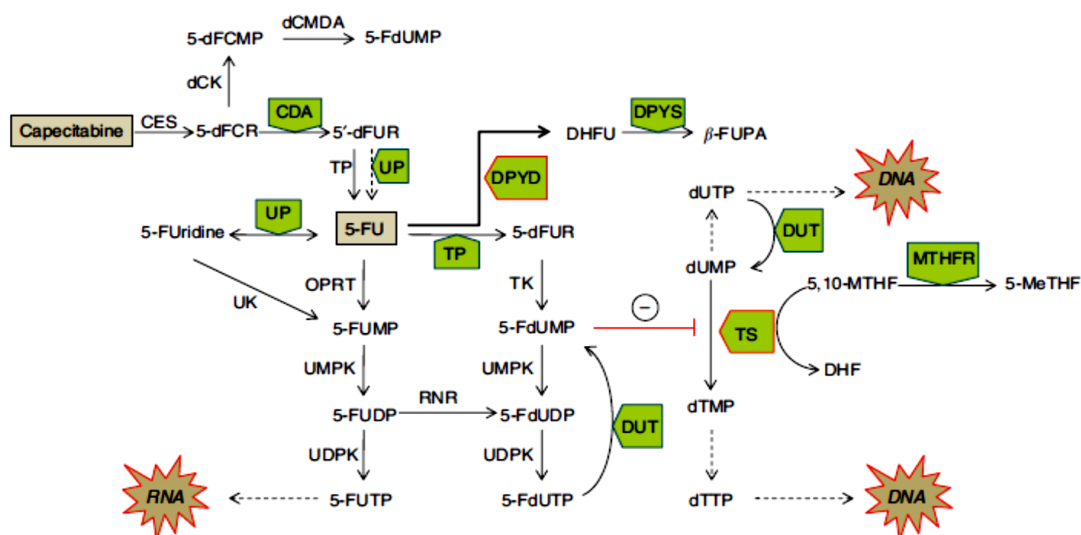 5-dFCMP dCMDA 5-FdUMP
dCK
Capecitabine CES 5-dFCR CDA 5′-dFUR DHFU DPYS β-FUPA
TP UP DPYD dUTP DNA
5-FUridine UP 5-FU TP 5-dFUR DUT
dUMP MTHFR
UK OPRT TK 5,10-MTHF 5-MeTHF
5-FUMP 5-FdUMP − TS
UMPK UMPK DHF
5-FUDP RNR 5-FdUDP DUT dTMP
UDPK UDPK
RNA 5-FUTP 5-FdUTP dTTP DNA